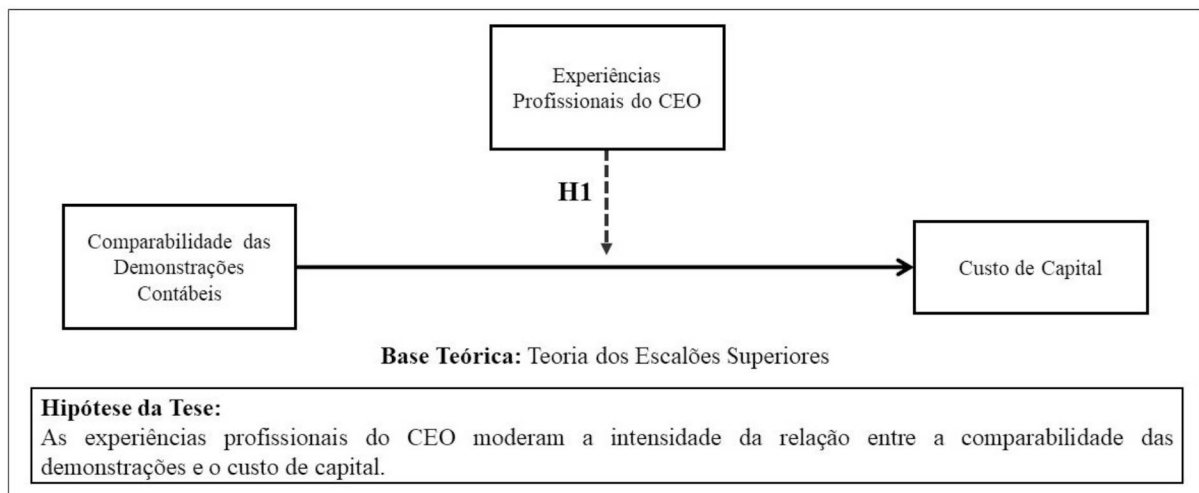 Experiências
Profissionais do CEO
H1
Comparabilidade das
Demonstrações
Contábeis
Custo de Capital
Base Teórica: Teoria dos Escalões Superiores
Hipótese da Tese:
As experiências profissionais do CEO moderam a intensidade da relação entre a comparabilidade das
demonstrações e o custo de capital.